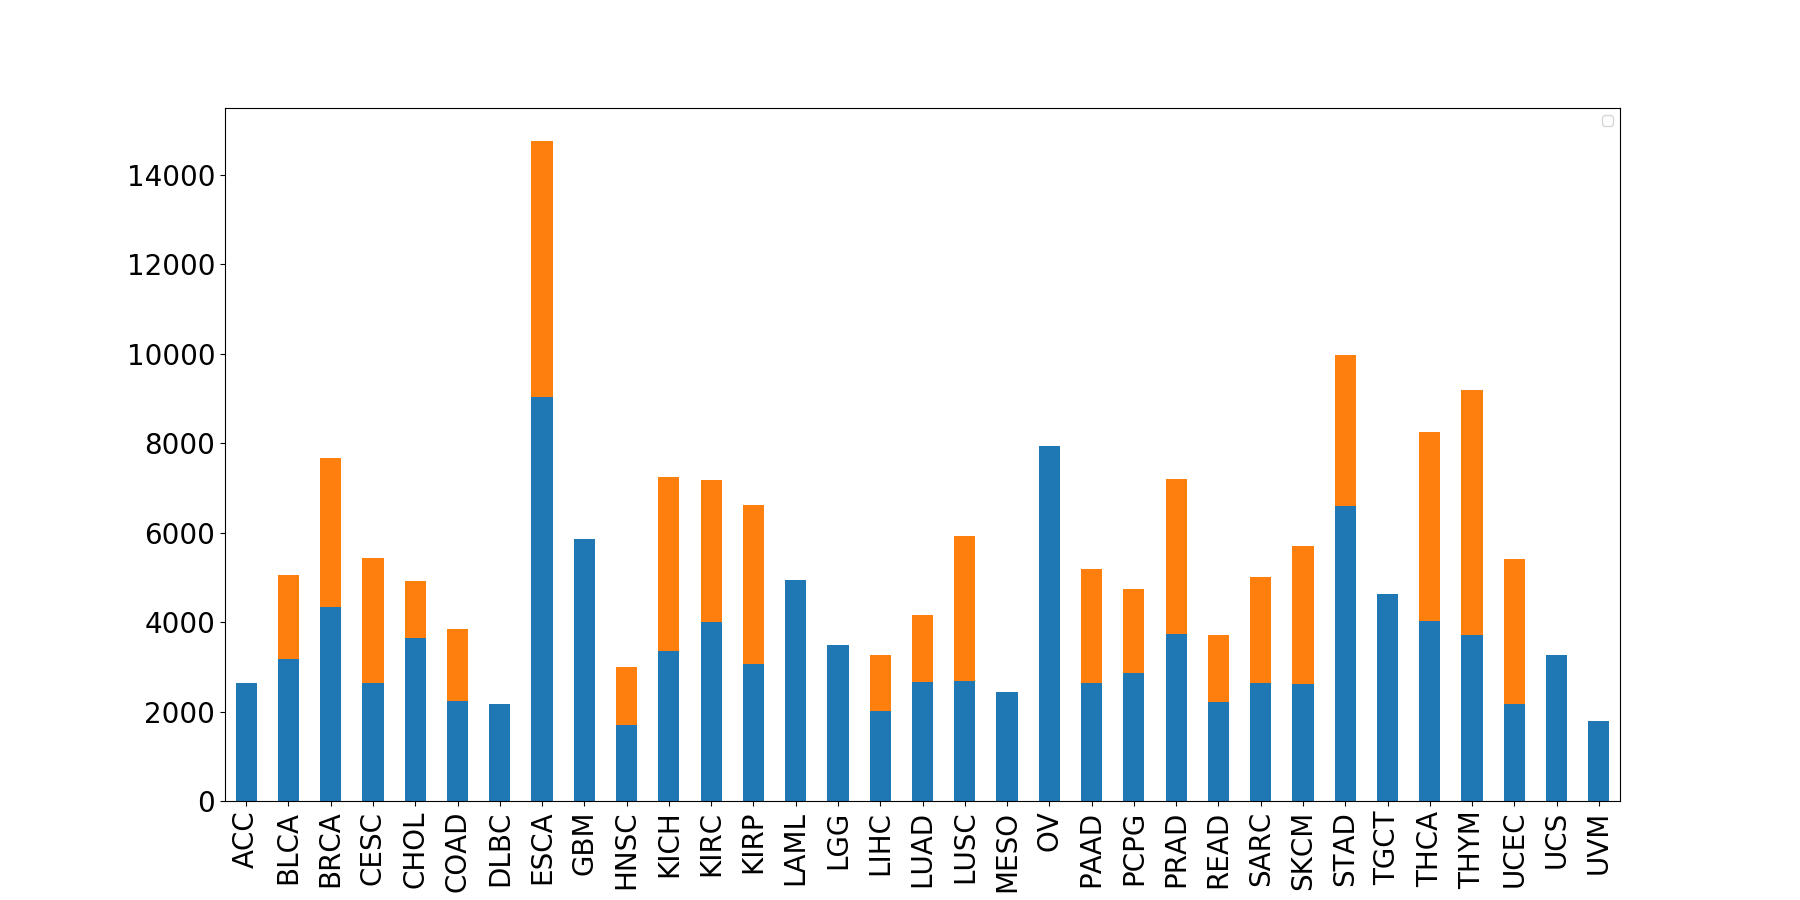 14000
12000
10000
8000
6000
4000
2000
0
ACC
BLCA
BRCA
CESC
CHOL
COAD
DLBC
ESCA
GBM
HNSC
KICH
KIRC
KIRP
LAML
LGG
LIHC
LUAD
LUSC
MESO
OV
PAAD
PCPG
PRAD
READ
SARC
SKCM
STAD
TGCT
THCA
THYM
UCEC
UCS
UVM